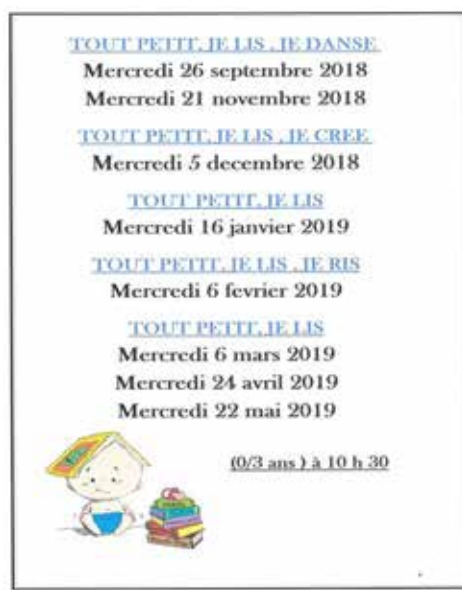 TOUT PETIT, JE LIS , JE DANSE
Mercredi 26 septembre 2018
Mercredi 21 novembre 2018
TOUT PETIT, JE LIS , JE CREE
Mercredi 5 decembre 2018
TOUT PETIT, JE LIS
Mercredi 16 janvier 2019
TOUT PETIT, JE LIS , JE RIS
Mercredi 6 fevrier 2019
TOUT PETIT, JE LIS
Mercredi 6 mars 2019
Mercredi 24 avril 2019
Mercredi 22 mai 2019
(0/3 ans ) à 10 h 30